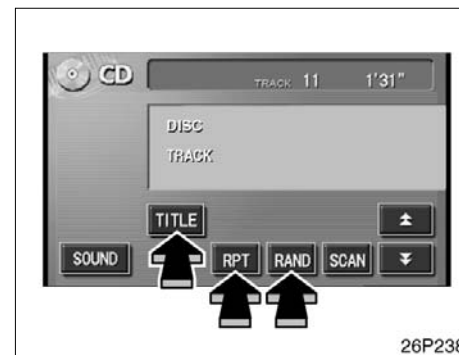 CD TRACK 11 1'31"
DISC
TRACK
TITLE
SOUND RPT RAND SCAN
26P238